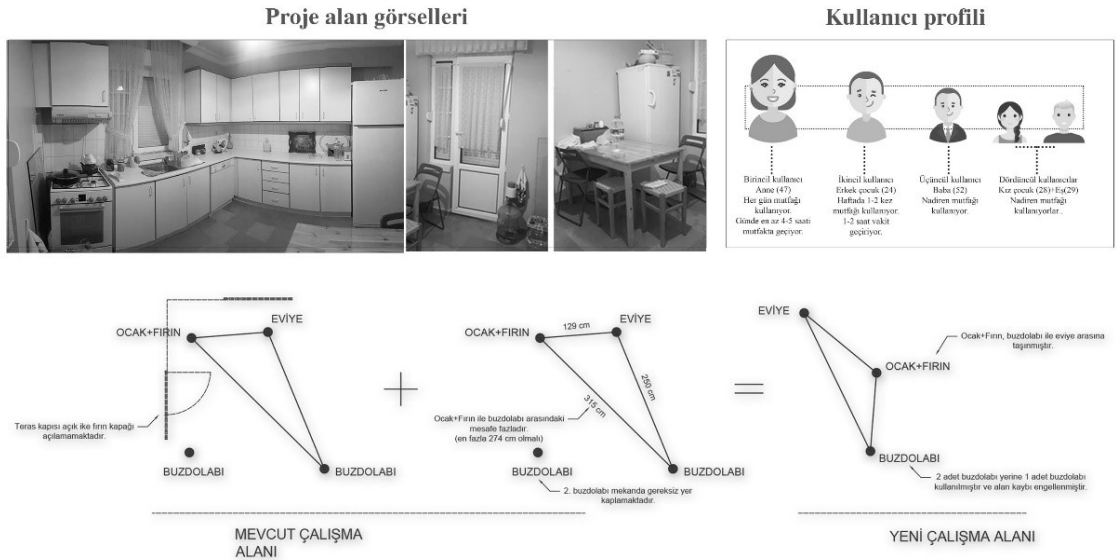 Proje alan görselleri
Kullanıcı profili
Birincil kullanıcı
Anne (47)
Her gün mutfağı
kullanıyor.
Günde en az 4-5 saati
mutfakta geçiyor.
İkincil kullanıcı
Erkek çocuk (24)
Haftada 1-2 kez
mutfağı kullanıyor.
1-2 saat vakit
geçiriyor.
Üçüncül kullanıcı
Baba (52)
Nadiren mutfağı
kullanıyor.
Dördüncül kullanıcılar
Kız çocuk (28)+Eş(29)
Nadiren mutfağı
kullanıyorlar..
OCAK+FIRIN
EVİYE
Teras kapısı açık ike fırın kapağı
açılamamaktadır.
BUZDOLABI
BUZDOLABI
MEVCUT ÇALIŞMA
ALANI
OCAK+FIRIN
EVİYE
129 cm
250 cm
315 cm
Ocak+Fırın ile buzdolabı arasındaki
mesafe fazladır.
(en fazla 274 cm olmalı)
BUZDOLABI
BUZDOLABI
2. buzdolabı mekanda gereksiz yer
kaplamaktadır.
EVİYE
Ocak+Fırın, buzdolabı ile eviye arasına
taşınmıştır.
OCAK+FIRIN
BUZDOLABI
2 adet buzdolabı yerine 1 adet buzdolabı
kullanılmıştır ve alan kaybı engellenmiştir.
YENİ ÇALIŞMA ALANI